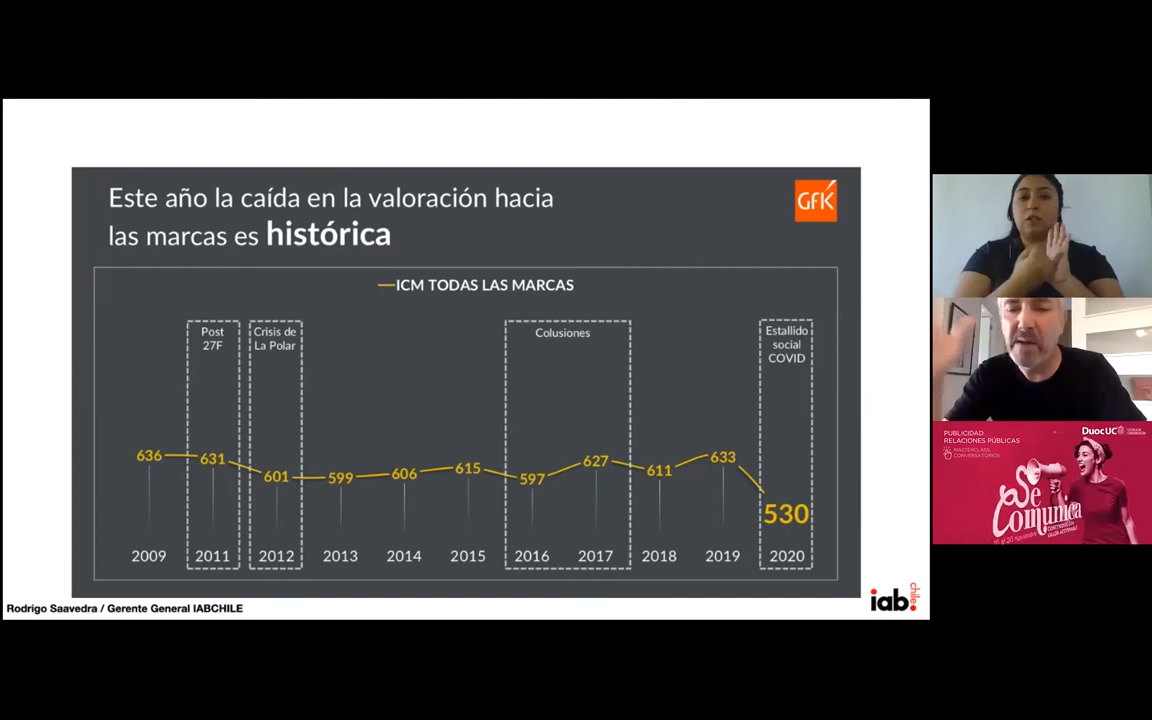 Este año la caída en la valoración hacia
las marcas es histórica
GfK
ICM TODAS LAS MARCAS
Post
27F
Crisis de
La Polar
Colusiones
Estallido
social
COVID
636
631
601
599
606
615
597
627
611
633
530
2009
2011
2012
2013
2014
2015
2016
2017
2018
2019
2020
Rodrigo Saavedra / Gerente General IABCHILE
iab.
chile
PUBLICIDAD
RELACIONES PÚBLICAS
MASTERCLASS
CONVERSATORIOS
DuocUC
Se
Comunica